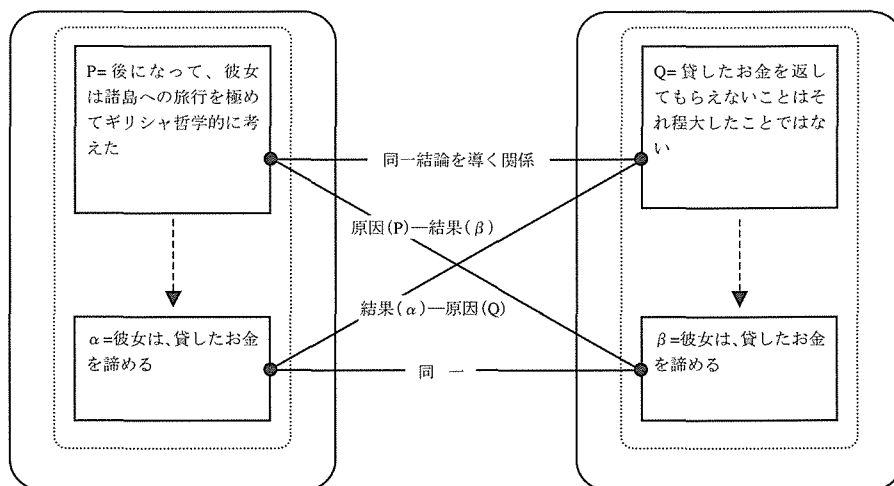 P= 後になって、彼女
は諸島への旅行を極め
てギリシャ哲学的に考
えた
Q= 貸したお金を返し
てもらえないことはそ
れ程大したことではな
い
同一結論を導く関係
原因(P)―結果(β)
結果(α)―原因(Q)
α=彼女は、貸したお金
を諦める
同 一
β=彼女は、貸したお金
を諦める